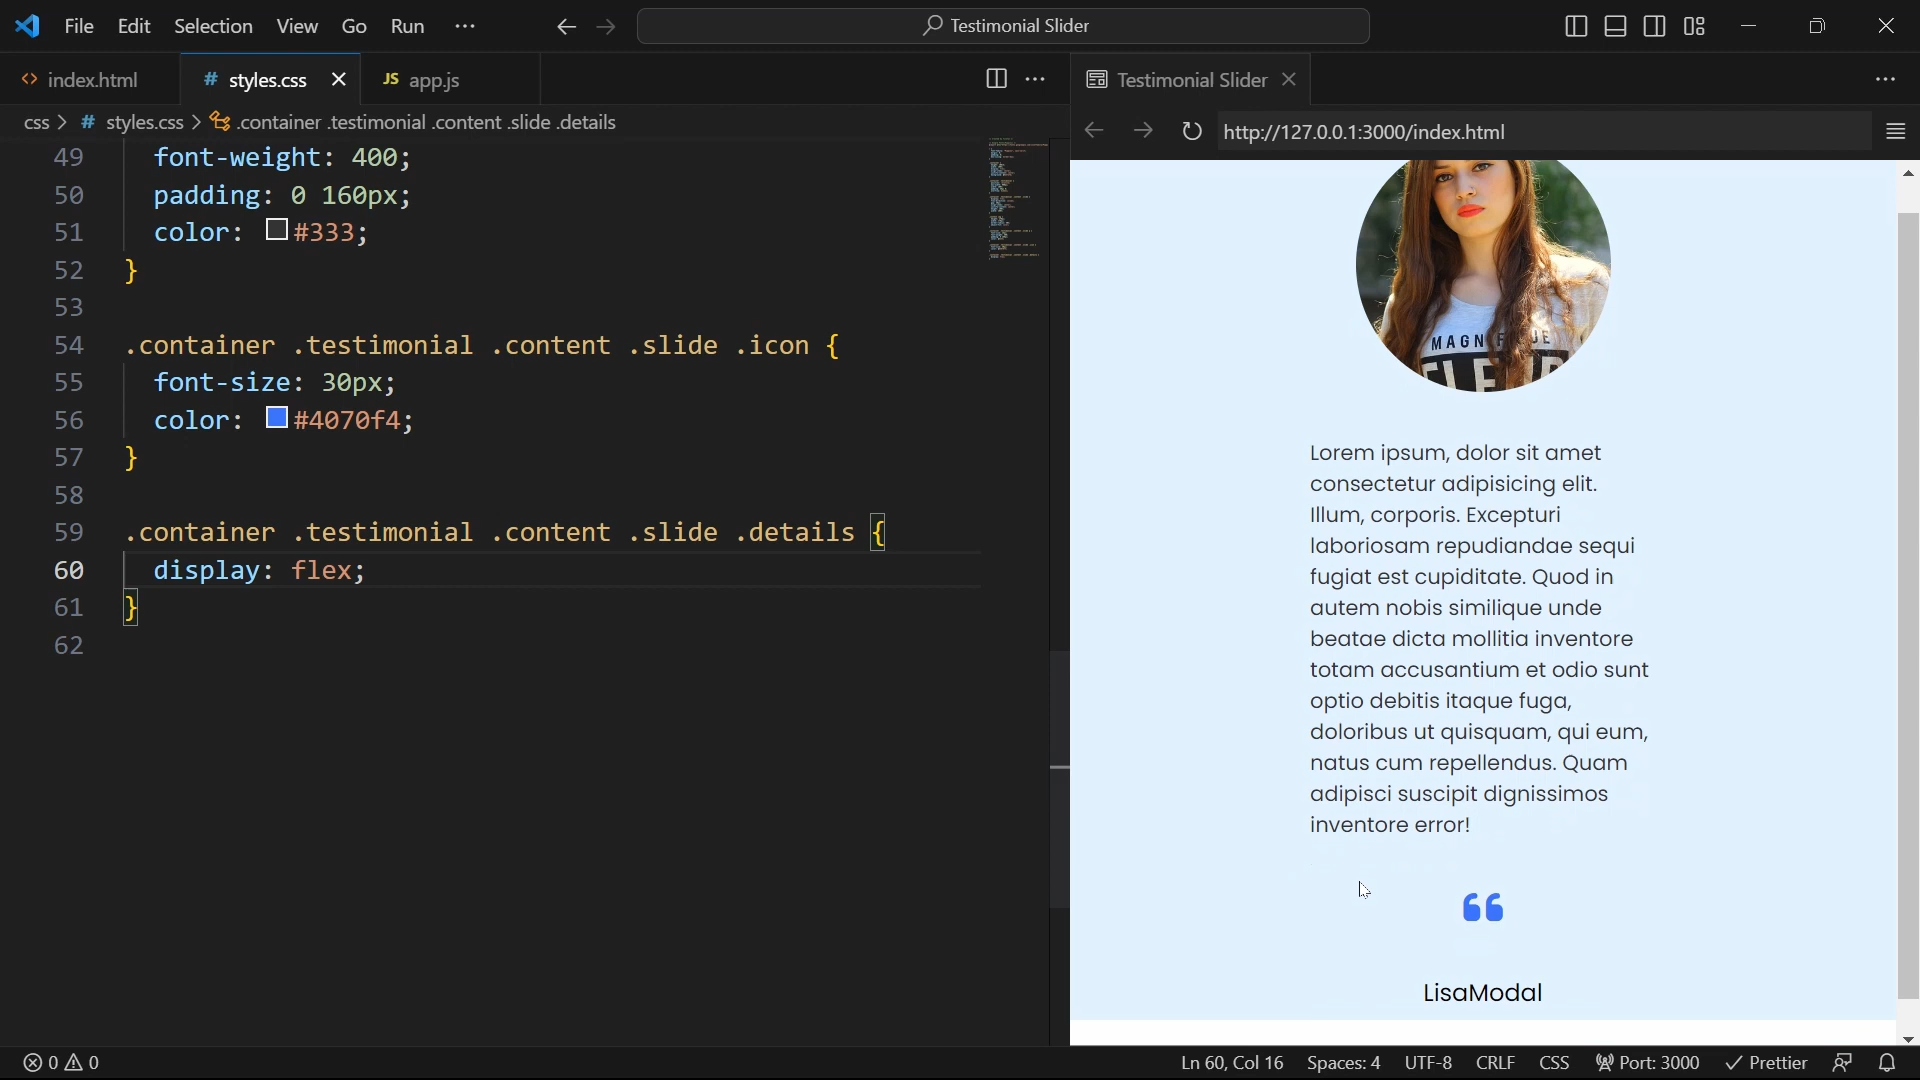 File Edit Selection View Go Run ··· Testimonial Slider
index.html # styles.css JS app.js Testimonial Slider
css > # styles.css > .container .testimonial .content .slide .details
http://127.0.0.1:3000/index.html
49 font-weight: 400;
50 padding: 0 160px;
51 color: #333;
52 }
53
54 .container .testimonial .content .slide .icon {
55 font-size: 30px;
56 color: #4070f4;
57 }
58
59 .container .testimonial .content .slide .details {
60 display: flex;
61 }
62
MAGN
Lorem ipsum, dolor sit amet
consectetur adipisicing elit.
Illum, corporis. Excepturi
laboriosam repudiandae sequi
fugiat est cupiditate. Quod in
autem nobis similique unde
beatae dicta mollitia inventore
totam accusantium et odio sunt
optio debitis itaque fuga,
doloribus ut quisquam, qui eum,
natus cum repellendus. Quam
adipisci suscipit dignissimos
inventore error!
LisaModal
0 0 Ln 60, Col 16 Spaces: 4 UTF-8 CRLF CSS Port: 3000 Prettier